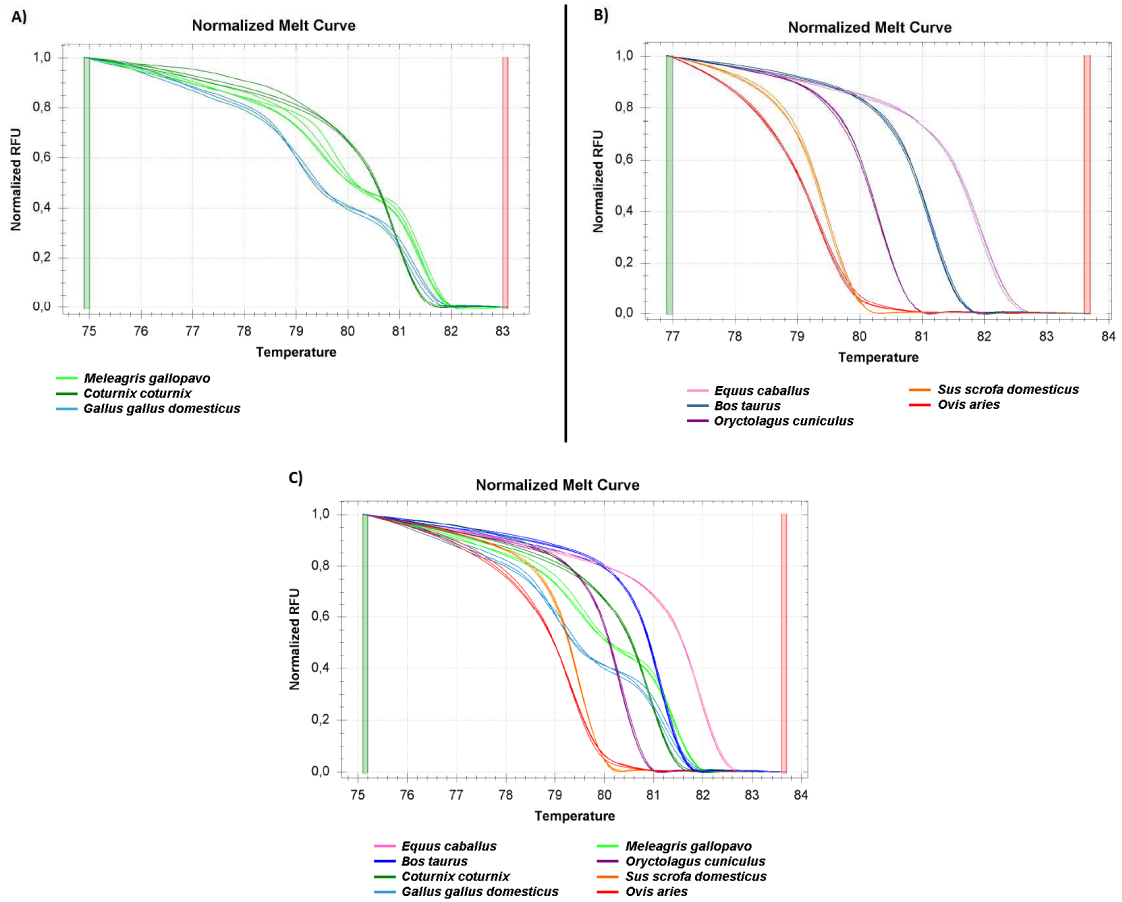 A)
Normalized Melt Curve
1,0
0,8
0,6
0,4
0,2
0,0
Normalized RFU
75 76 77 78 79 80 81 82 83
Temperature
Meleagris gallopavo
Coturnix coturnix
Gallus gallus domesticus
B)
Normalized Melt Curve
1,0
0,8
0,6
0,4
0,2
0,0
Normalized RFU
77 78 79 80 81 82 83 84
Temperature
Equus caballus
Bos taurus
Oryctolagus cuniculus
Sus scrofa domesticus
Ovis aries
C)
Normalized Melt Curve
1,0
0,8
0,6
0,4
0,2
0,0
Normalized RFU
75 76 77 78 79 80 81 82 83 84
Temperature
Equus caballus
Bos taurus
Coturnix coturnix
Gallus gallus domesticus
Meleagris gallopavo
Oryctolagus cuniculus
Sus scrofa domesticus
Ovis aries